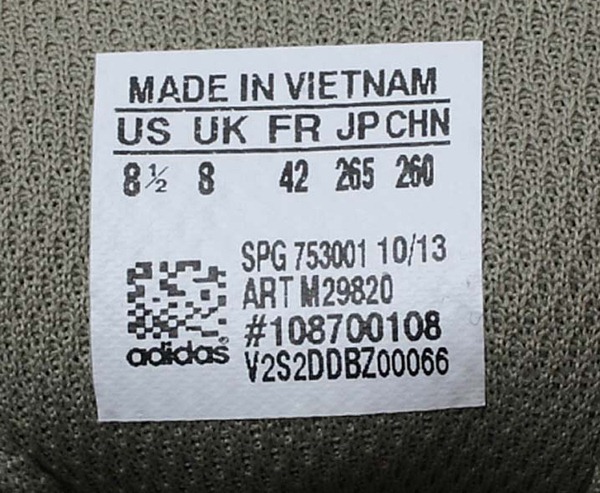 MADE IN VIETNAM
US UK FR JP CHN
8½ 8 42 265 260
SPG 753001 10/13
ART M29820
#108700108
adidas
V2S2DDBZ00066